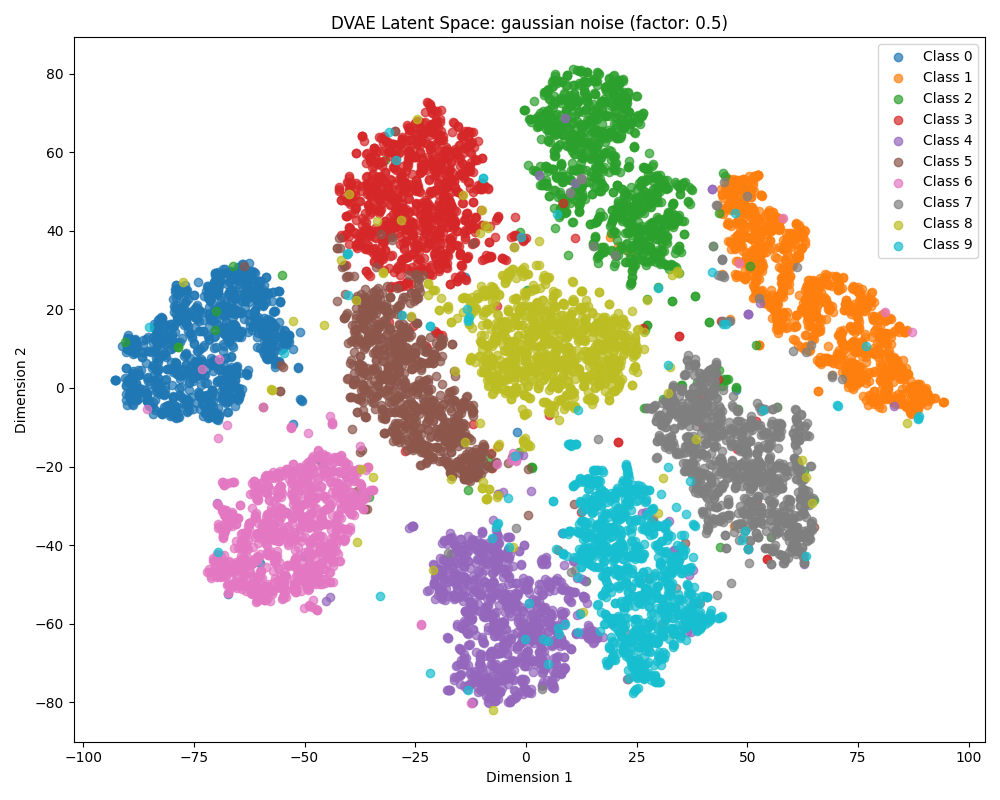 DVAE Latent Space: gaussian noise (factor: 0.5)
Class 0
Class 1
Class 2
Class 3
Class 4
Class 5
Class 6
Class 7
Class 8
Class 9
80
60
40
20
0
−20
−40
−60
−80
Dimension 2
−100
−75
−50
−25
0
25
50
75
100
Dimension 1